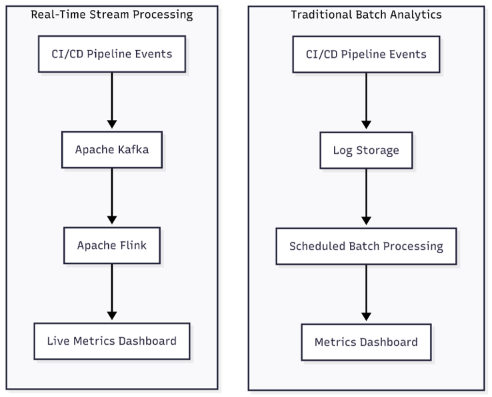 Real-Time Stream Processing
CI/CD Pipeline Events
Apache Kafka
Apache Flink
Live Metrics Dashboard
Traditional Batch Analytics
CI/CD Pipeline Events
Log Storage
Scheduled Batch Processing
Metrics Dashboard